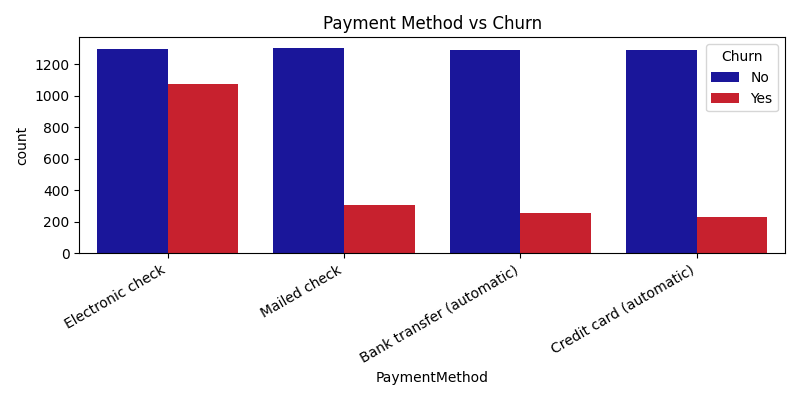 Payment Method vs Churn
Churn
No
Yes
count
1200
1000
800
600
400
200
0
Electronic check
Mailed check
Bank transfer (automatic)
Credit card (automatic)
PaymentMethod